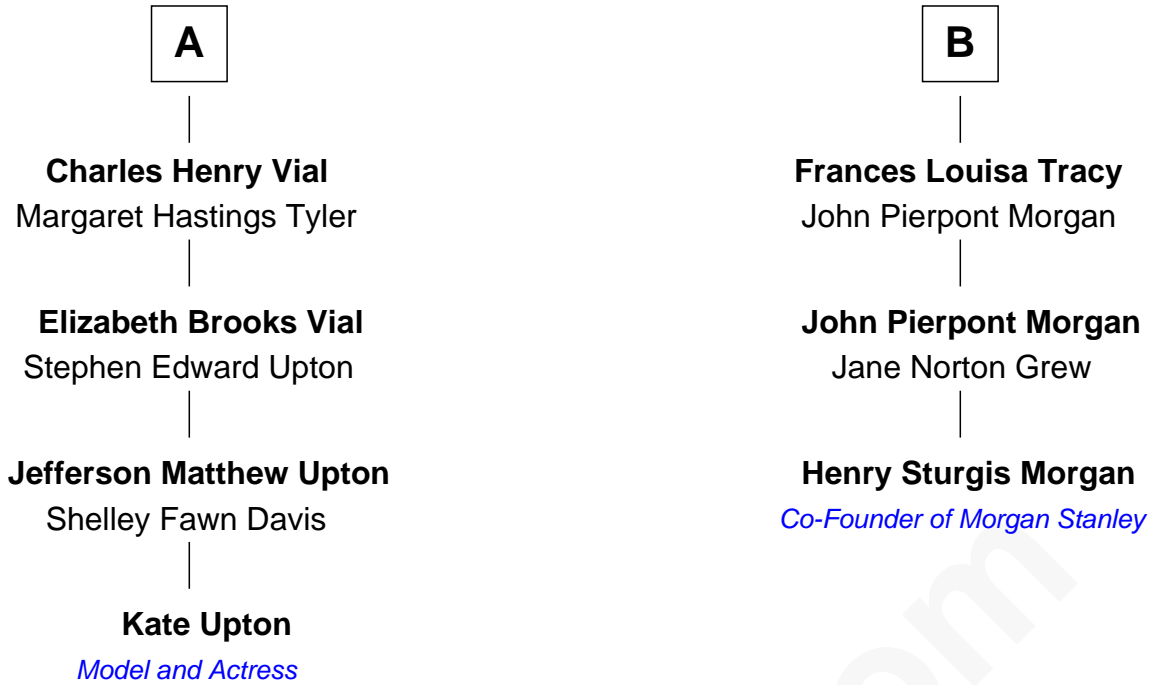 A
Charles Henry Vial
Margaret Hastings Tyler
Elizabeth Brooks Vial
Stephen Edward Upton
Jefferson Matthew Upton
Shelley Fawn Davis
Kate Upton
Model and Actress
B
Frances Louisa Tracy
John Pierpont Morgan
John Pierpont Morgan
Jane Norton Grew
Henry Sturgis Morgan
Co-Founder of Morgan Stanley
om